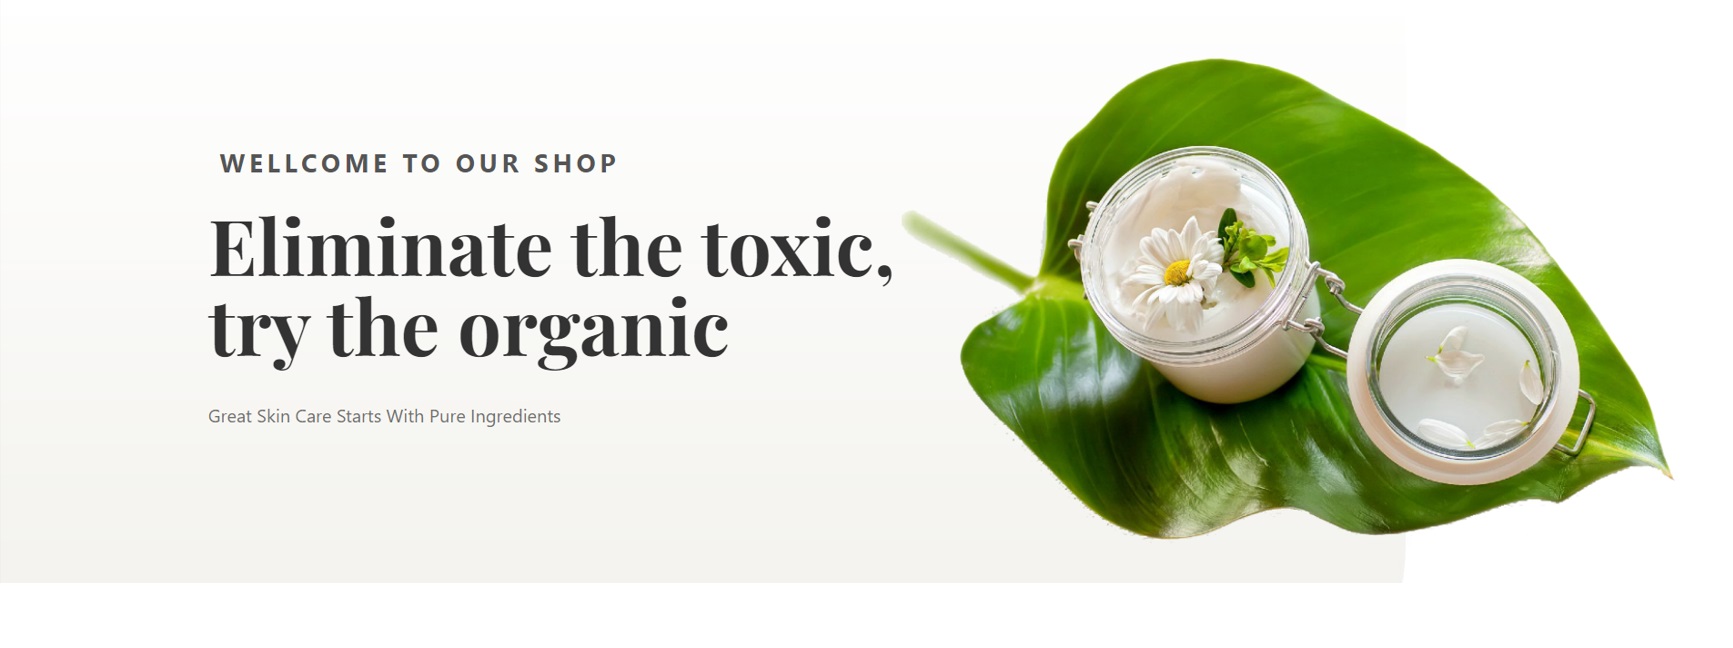 WELLCOME TO OUR SHOP
Eliminate the toxic,
try the organic
Great Skin Care Starts With Pure Ingredients